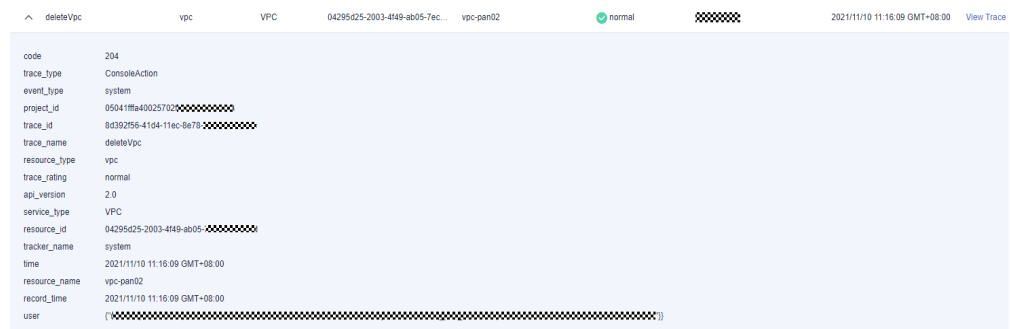 deleteVpc vpc VPC 04295d25-2003-4f49-ab05-7ec... vpc-pan02 normal 2021/11/10 11:16:09 GMT+08:00 View Trace
code 204
trace_type ConsoleAction
event_type system
project_id 05041fffa40025702
trace_id 8d392f56-41d4-11ec-8e78-
trace_name deleteVpc
resource_type vpc
trace_rating normal
api_version 2.0
service_type VPC
resource_id 04295d25-2003-4f49-ab05-
tracker_name system
time 2021/11/10 11:16:09 GMT+08:00
resource_name vpc-pan02
record_time 2021/11/10 11:16:09 GMT+08:00
user {" "}}